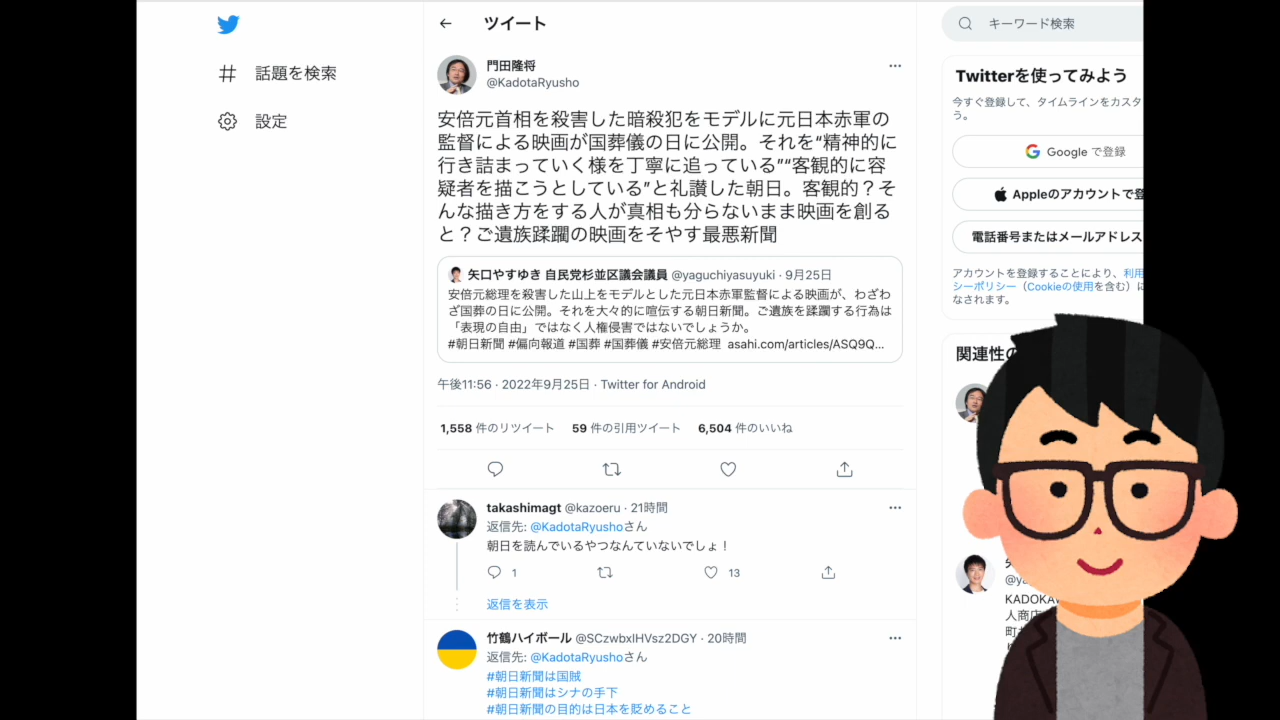 話題を検索
設定
ツイート
門田隆将
@KadotaRyusho
安倍元首相を殺害した暗殺犯をモデルに元日本赤軍の
監督による映画が国葬儀の日に公開。それを“精神的に
行き詰まっていく様を丁寧に追っている”“客観的に容
疑者を描こうとしている”と礼讃した朝日。客観的？そ
んな描き方をする人が真相も分らないまま映画を創る
と？ご遺族蹂躙の映画をそやす最悪新聞
矢口やすゆき 自民党杉並区議会議員 @yaguchiyasuyuki · 9月25日
安倍元総理を殺害した山上をモデルとした元日本赤軍監督による映画が、わざわ
ざ国葬の日に公開。それを大々的に喧伝する朝日新聞。ご遺族を蹂躙する行為は
「表現の自由」ではなく人権侵害ではないでしょうか。
#朝日新聞 #偏向報道 #国葬 #国葬儀 #安倍元総理 asahi.com/articles/ASQ9Q...
午後11:56 · 2022年9月25日 · Twitter for Android
1,558 件のリツイート 59 件の引用ツイート 6,504 件のいいね
takashimagt @kazoeru · 21時間
返信先: @KadotaRyushoさん
朝日を読んでいるやつなんていないでしょ！
1 13
返信を表示
竹鶴ハイボール @SCzwbxIHVsz2DGY · 20時間
返信先: @KadotaRyushoさん
#朝日新聞は国賊
#朝日新聞はシナの手下
#朝日新聞の目的は日本を貶めること
キーワード検索
Twitterを使ってみよう
今すぐ登録して、タイムラインをカスタ
う。
Google で登録
Appleのアカウントで登
電話番号またはメールアドレス
アカウントを登録することにより、利用
シーポリシー（Cookieの使用を含む）に
なされます。
関連性の
@ya
KADOKA
人商店
町